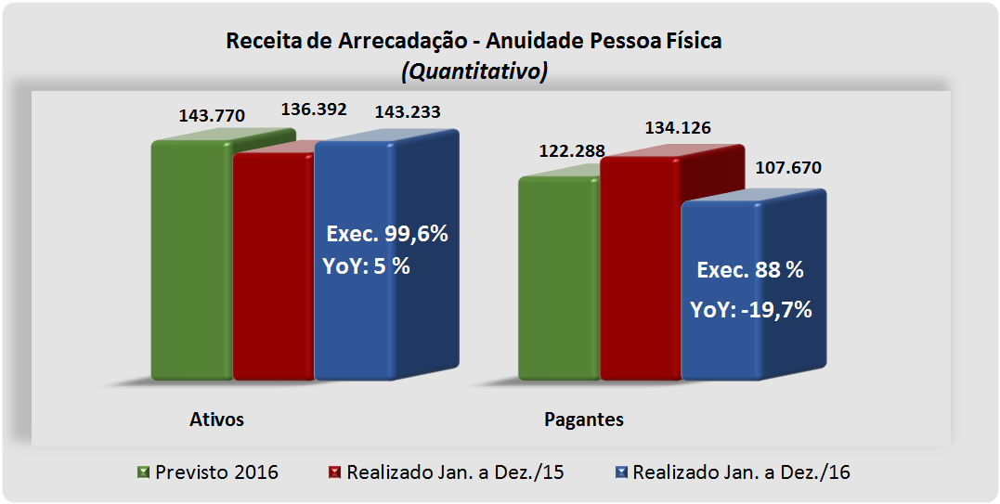 Receita de Arrecadação - Anuidade Pessoa Física
(Quantitativo)
143.770
136.392
143.233
122.288
134.126
107.670
Exec. 99,6%
YoY: 5 %
Exec. 88 %
YoY: -19,7%
Ativos
Pagantes
Previsto 2016
Realizado Jan. a Dez./15
Realizado Jan. a Dez./16